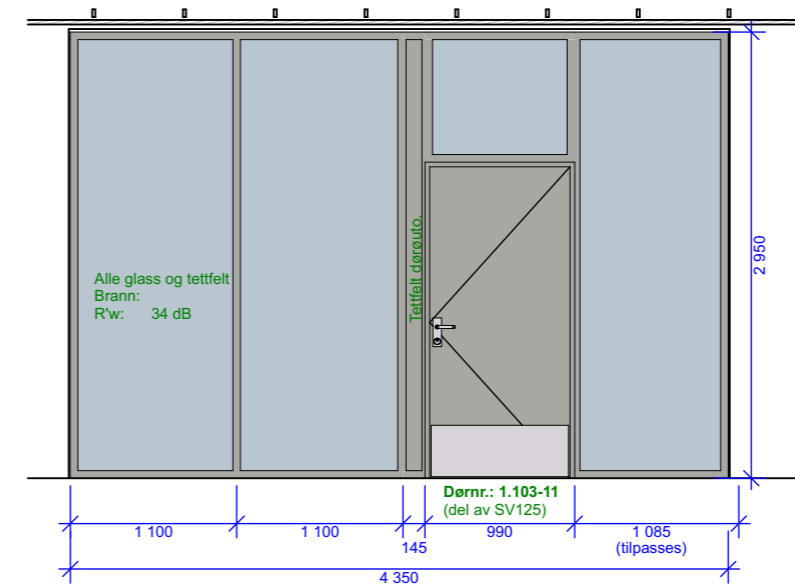 2 950
Tettfelt dørauto.
Alle glass og tettfelt
Brann:
R'w: 34 dB
Dørnr.: 1.103-11
(del av SV125)
1 100
1 100
145
990
1 085
(tilpasses)
4 350